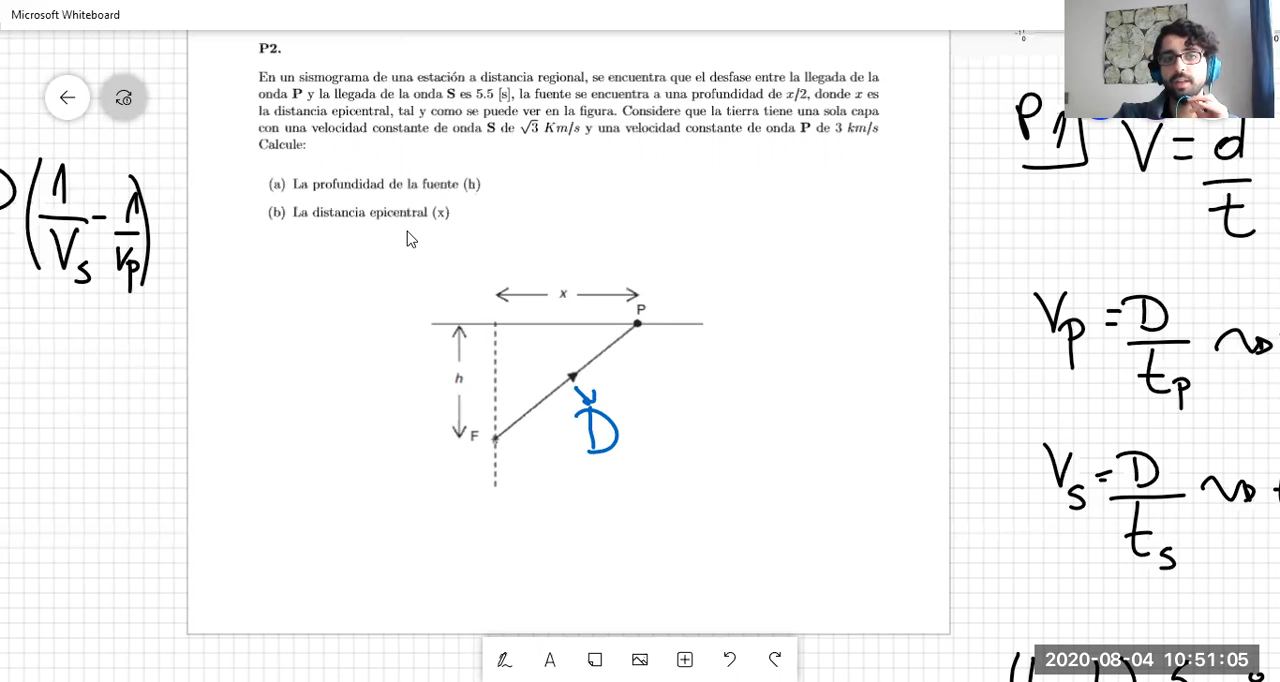 Microsoft Whiteboard
P2.
En un sismograma de una estación a distancia regional, se encuentra que el desfase entre la llegada de la
onda P y la llegada de la onda S es 5.5 [s], la fuente se encuentra a una profundidad de x/2, donde x es
la distancia epicentral, tal y como se puede ver en la figura. Considere que la tierra tiene una sola capa
con una velocidad constante de onda S de √3 Km/s y una velocidad constante de onda P de 3 km/s
Calcule:
(a) La profundidad de la fuente (h)
(b) La distancia epicentral (x)
x
P
h
F
D
(1/Vs - 1/Vp)
P1] V = d/t
Vp = D/tp
Vs = D/ts
2020-08-04 10:51:05